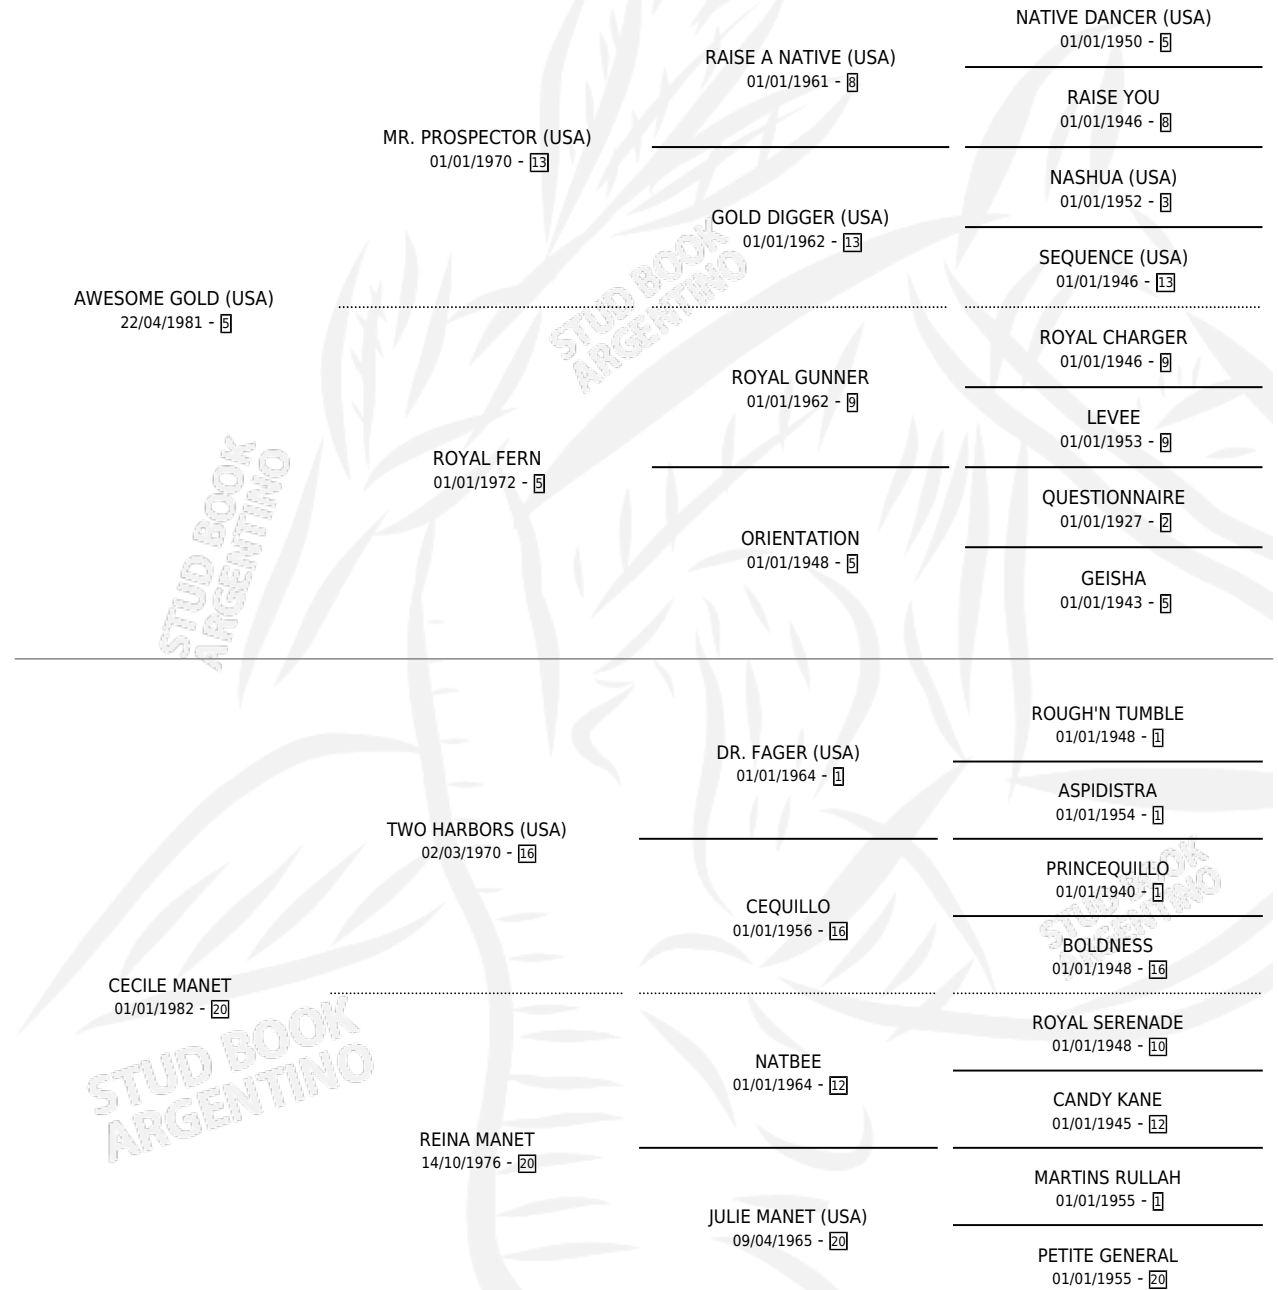 NATIVE DANCER (USA)
01/01/1950 - 5
RAISE A NATIVE (USA)
01/01/1961 - 8
RAISE YOU
01/01/1946 - 8
MR. PROSPECTOR (USA)
01/01/1970 - 13
NASHUA (USA)
01/01/1952 - 3
GOLD DIGGER (USA)
01/01/1962 - 13
SEQUENCE (USA)
01/01/1946 - 13
AWESOME GOLD (USA)
22/04/1981 - 5
ROYAL CHARGER
01/01/1946 - 9
ROYAL GUNNER
01/01/1962 - 9
LEVEE
01/01/1953 - 9
ROYAL FERN
01/01/1972 - 5
QUESTIONNAIRE
01/01/1927 - 2
ORIENTATION
01/01/1948 - 5
GEISHA
01/01/1943 - 5
STUD BOOK
ARGENTINO
STUD BOOK
ARGENTINO
ROUGH'N TUMBLE
01/01/1948 - 1
DR. FAGER (USA)
01/01/1964 - 1
ASPIDISTRA
01/01/1954 - 1
TWO HARBORS (USA)
02/03/1970 - 16
PRINCEQUILLO
01/01/1940 - 1
CEQUILLO
01/01/1956 - 16
BOLDNESS
01/01/1948 - 16
STUD BOOK
ARGENTINO
CECILE MANET
01/01/1982 - 20
ROYAL SERENADE
01/01/1948 - 10
NATBEE
01/01/1964 - 12
CANDY KANE
01/01/1945 - 12
STUD BOOK
ARGENTINO
REINA MANET
14/10/1976 - 20
MARTINS RULLAH
01/01/1955 - 1
JULIE MANET (USA)
09/04/1965 - 20
PETITE GENERAL
01/01/1955 - 20